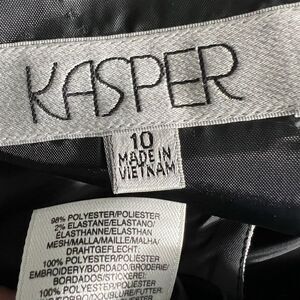 KASPER
10
MADE IN
VIETNAM
98% POLYESTER/POLIESTER
2% ELASTANE/ELASTANO/
ELASTHANNE/ELASTHAN
MESH/MALLA/MAILLE/MALHA/
DRAHTGEFLECHT:
100% POLYESTER/POLIESTER
EMBROIDERY/BORDADO/BRODERIE/
BORDADOS/STICKEREI:
100% POLYESTER/POLIESTER